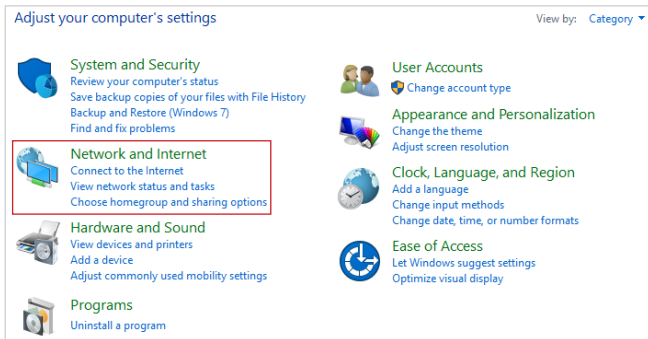 Adjust your computer's settings
View by: Category
System and Security
Review your computer's status
Save backup copies of your files with File History
Backup and Restore (Windows 7)
Find and fix problems
Network and Internet
Connect to the Internet
View network status and tasks
Choose homegroup and sharing options
Hardware and Sound
View devices and printers
Add a device
Adjust commonly used mobility settings
Programs
Uninstall a program
User Accounts
Change account type
Appearance and Personalization
Change the theme
Adjust screen resolution
Clock, Language, and Region
Add a language
Change input methods
Change date, time, or number formats
Ease of Access
Let Windows suggest settings
Optimize visual display